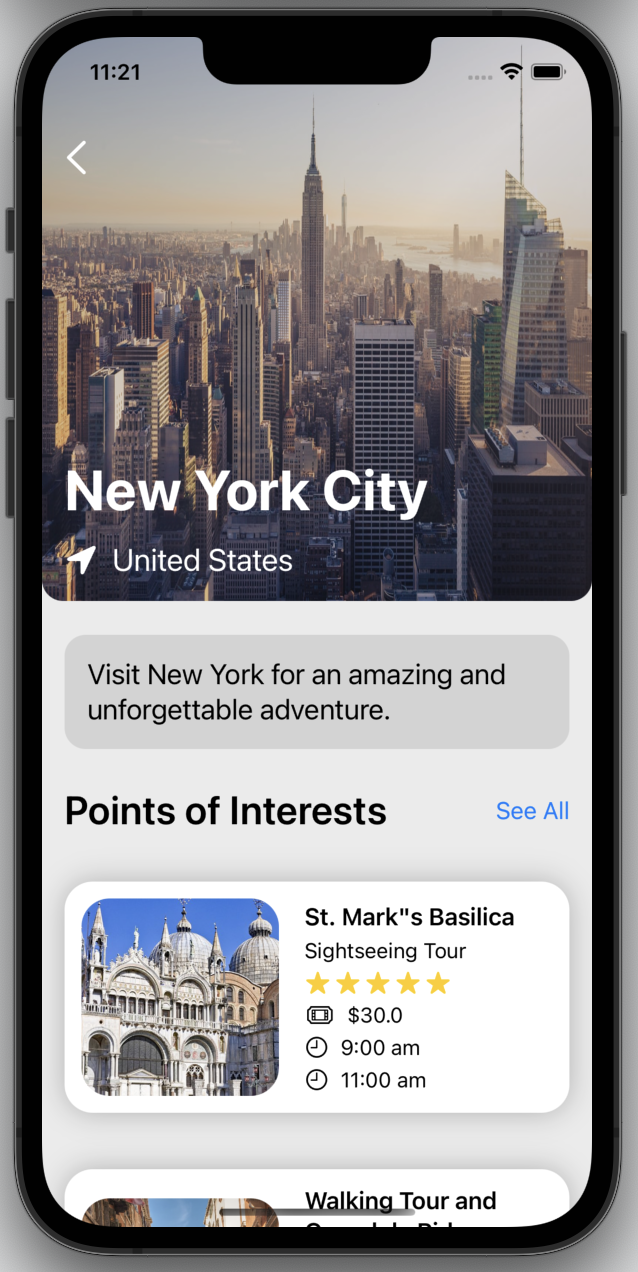 11:21
New York City
United States
Visit New York for an amazing and
unforgettable adventure.
Points of Interests
See All
St. Mark"s Basilica
Sightseeing Tour
$30.0
9:00 am
11:00 am
Walking Tour and